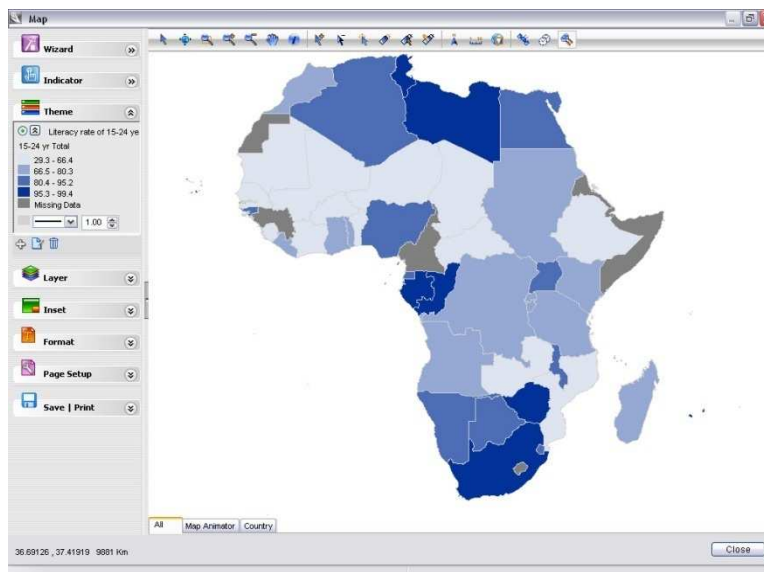 Map
Wizard
Indicator
Theme
Literacy rate of 15-24 ye
15-24 yr Total
29.3 - 66.4
66.5 - 80.3
80.4 - 95.2
95.3 - 99.4
Missing Data
1.00
Layer
Inset
Format
Page Setup
Save | Print
All Map Animator Country
36.69126 , 37.41919 9881 Km
Close